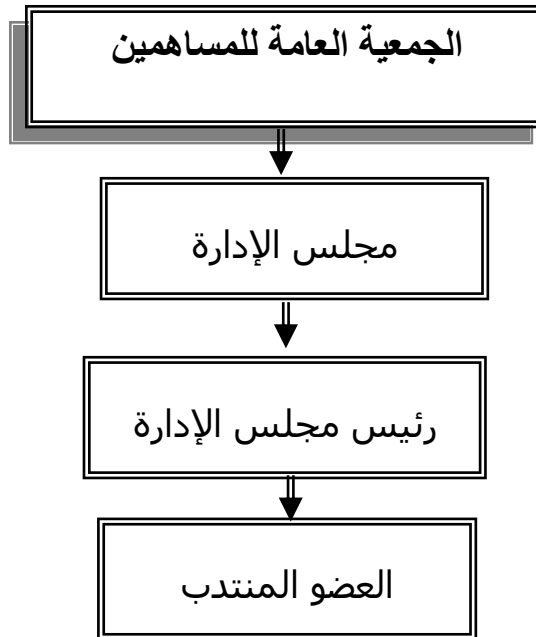 الجمعية العامة للمساهمين
مجلس الإدارة
رئيس مجلس الإدارة
العضو المنتدب